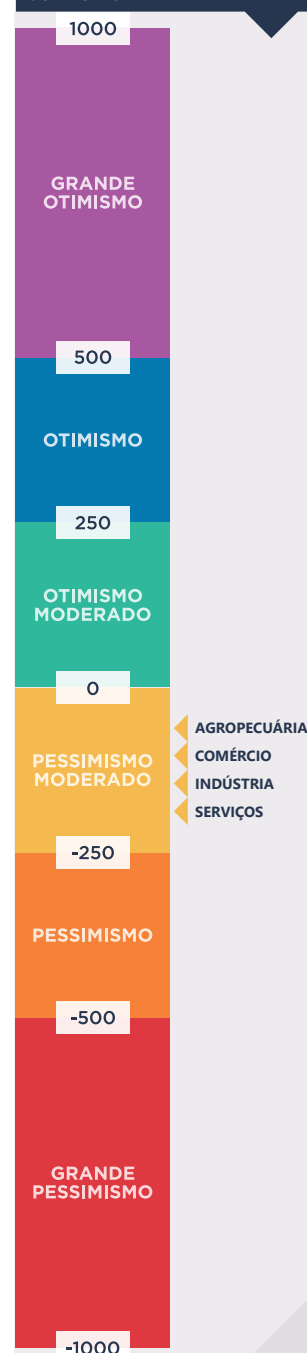 1000
GRANDE
OTIMISMO
500
OTIMISMO
250
OTIMISMO
MODERADO
0
PESSIMISMO
MODERADO
AGROPECUÁRIA
COMÉRCIO
INDÚSTRIA
SERVIÇOS
-250
PESSIMISMO
-500
GRANDE
PESSIMISMO
-1000